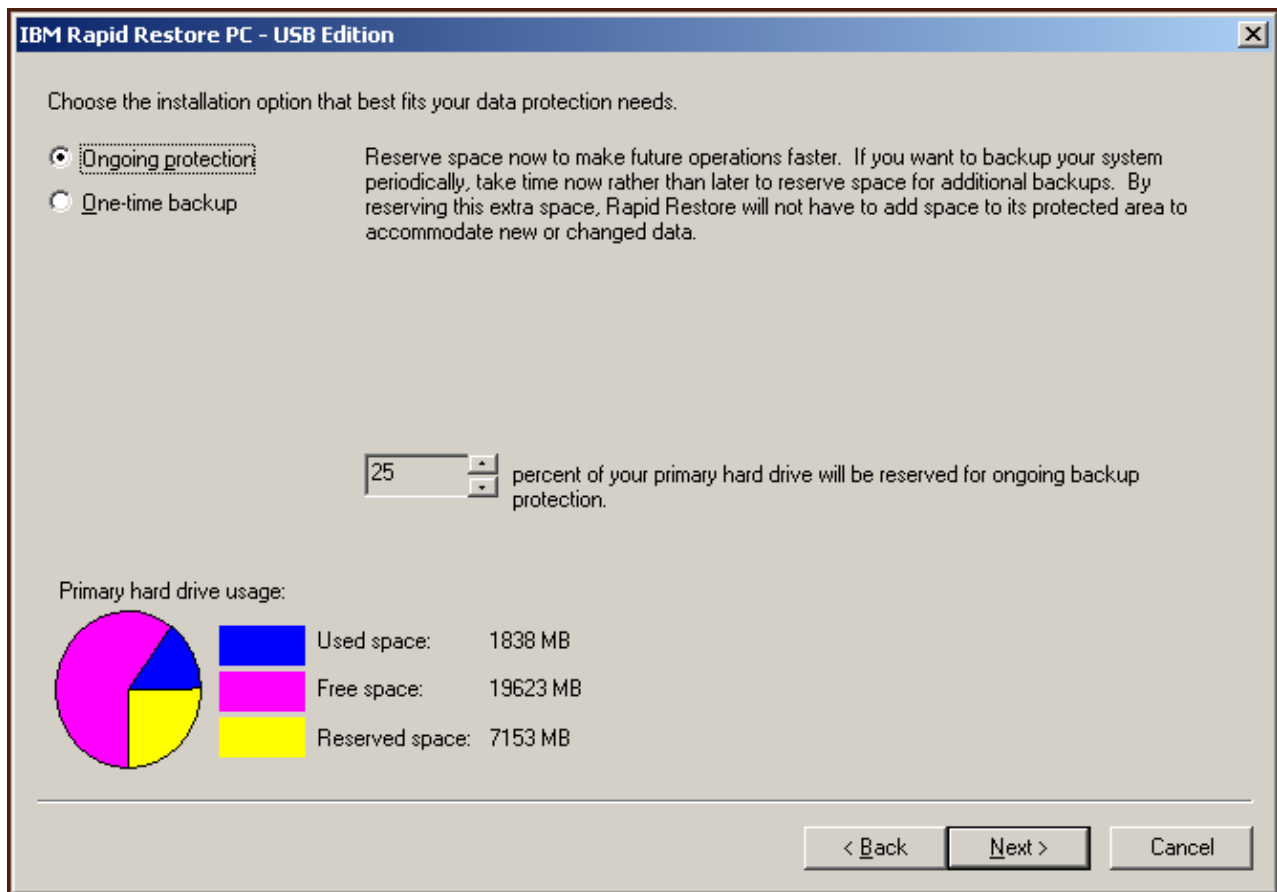 IBM Rapid Restore PC - USB Edition
Choose the installation option that best fits your data protection needs.
Ongoing protection
One-time backup
Reserve space now to make future operations faster. If you want to backup your system
periodically, take time now rather than later to reserve space for additional backups. By
reserving this extra space, Rapid Restore will not have to add space to its protected area to
accommodate new or changed data.
25
percent of your primary hard drive will be reserved for ongoing backup
protection.
Primary hard drive usage:
Used space: 1838 MB
Free space: 19623 MB
Reserved space: 7153 MB
< Back
Next >
Cancel